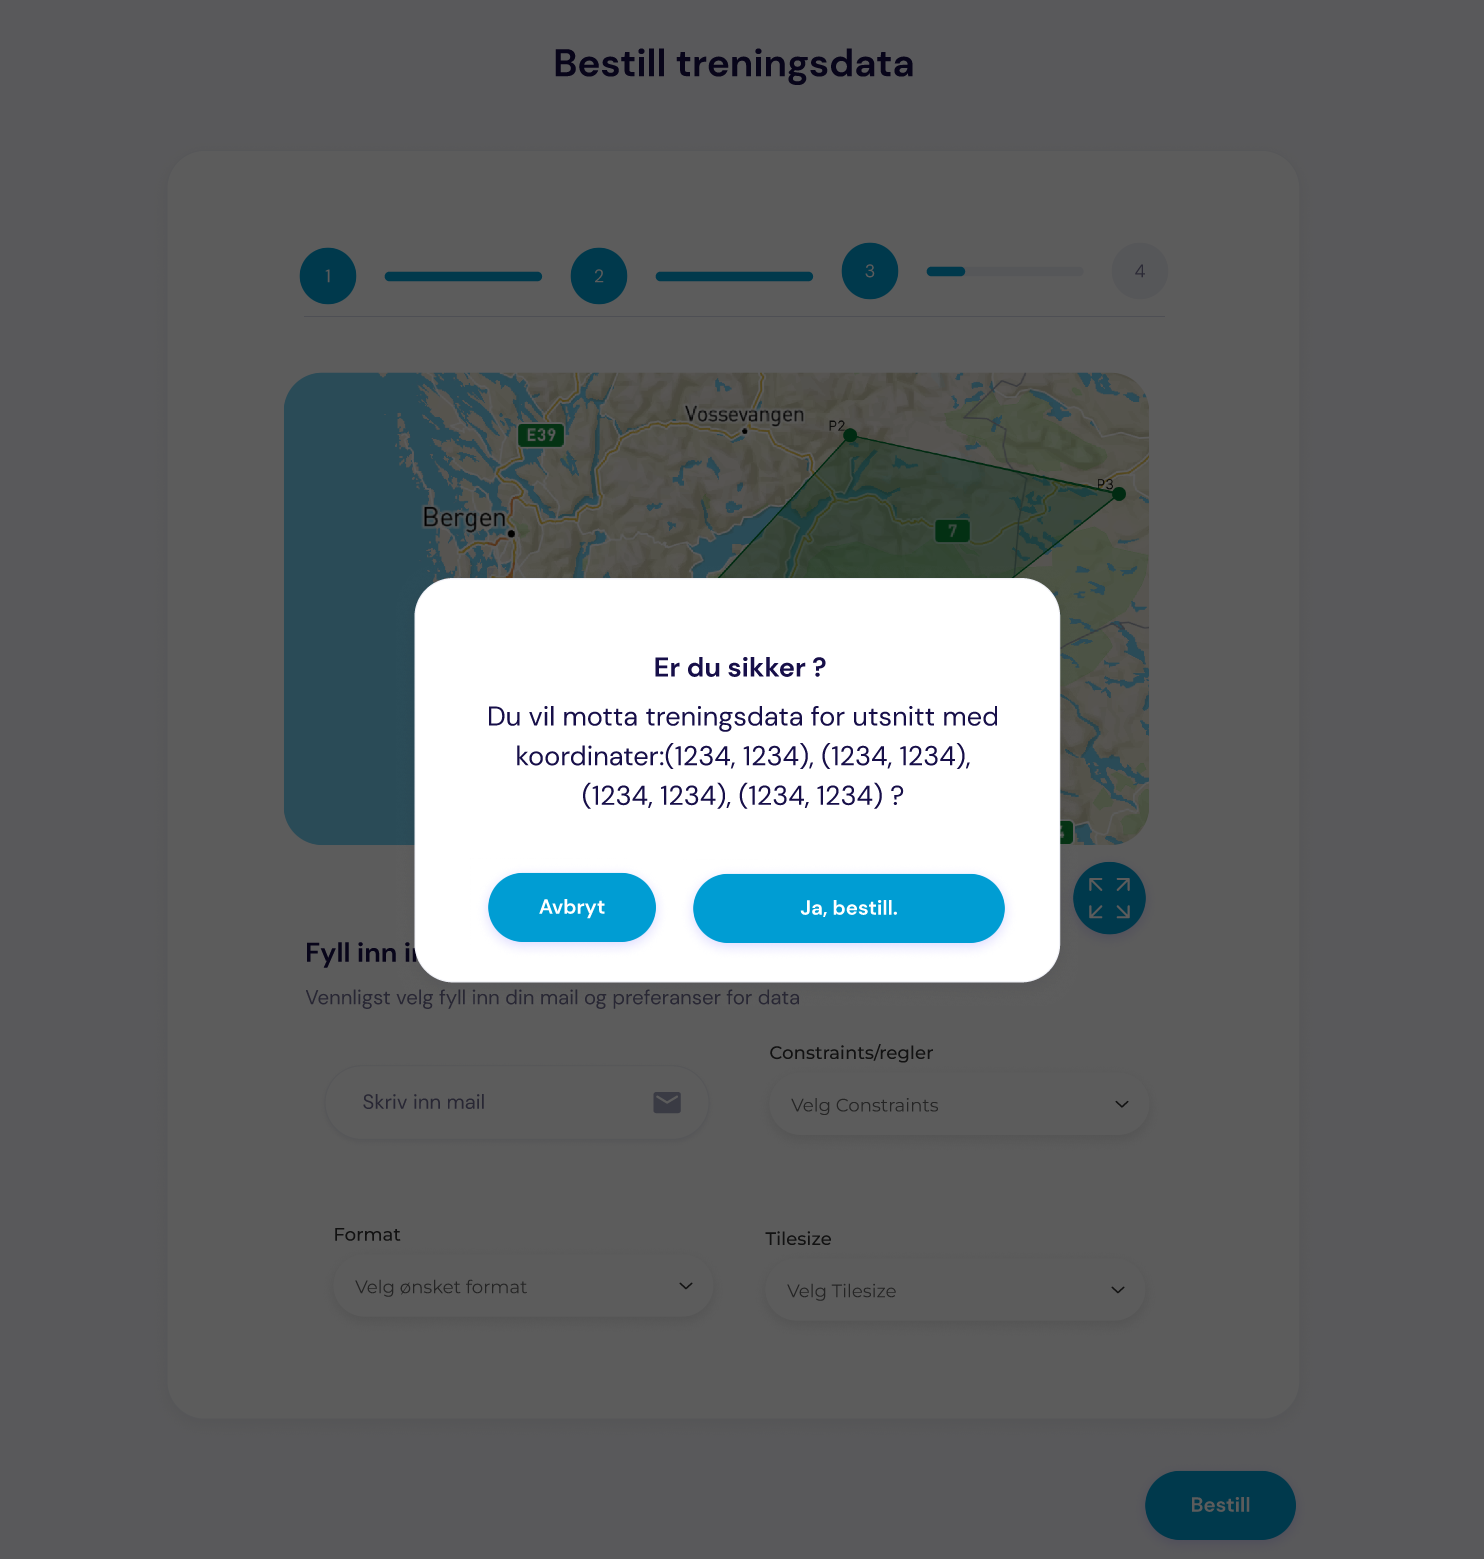 Bestill treningsdata
1
2
3
4
Vossevangen
P2
E39
P3
Bergen
7
Er du sikker ?
Du vil motta treningsdata for utsnitt med
koordinater:(1234, 1234), (1234, 1234),
(1234, 1234), (1234, 1234) ?
Avbryt
Ja, bestill.
Fyll inn
Vennligst velg fyll inn din mail og preferanser for data
Constraints/regler
Skriv inn mail
Velg Constraints
Format
Tilesize
Velg ønsket format
Velg Tilesize
Bestill